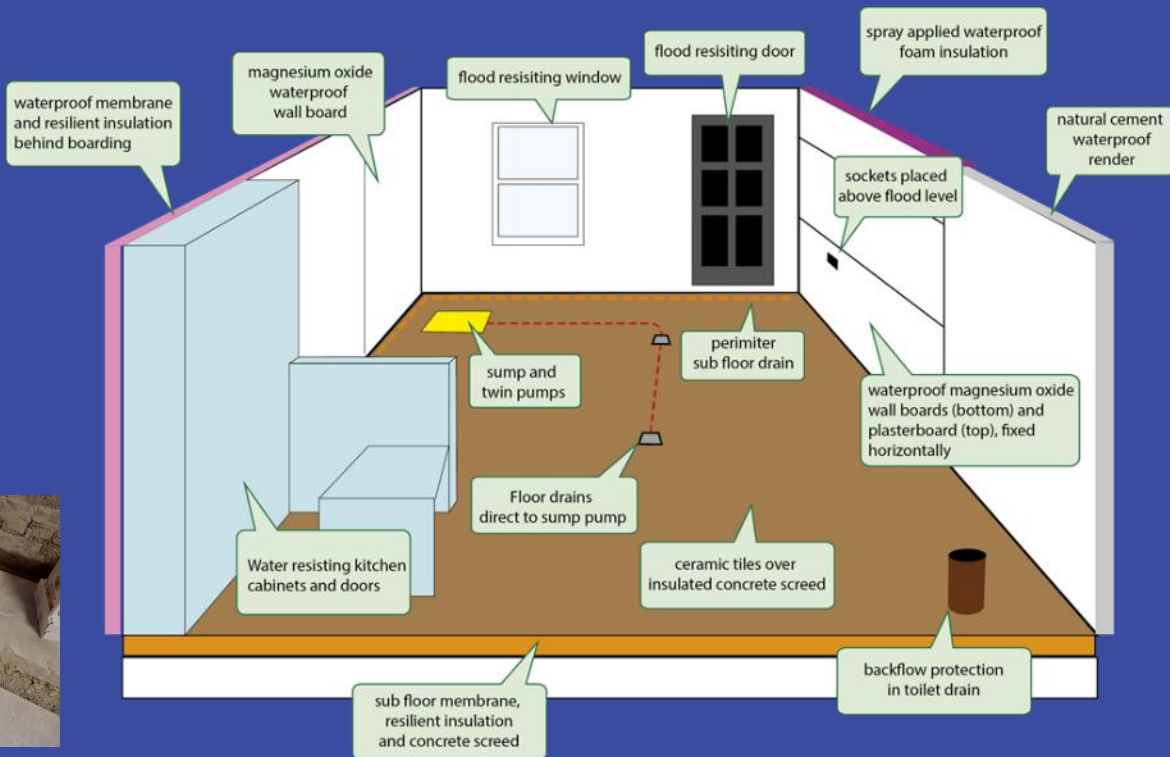 spray applied waterproof
foam insulation
flood resisiting door
flood resisiting window
magnesium oxide
waterproof
wall board
waterproof membrane
and resilient insulation
behind boarding
natural cement
waterproof
render
sockets placed
above flood level
perimiter
sub floor drain
sump and
twin pumps
waterproof magnesium oxide
wall boards (bottom) and
plasterboard (top), fixed
horizontally
Floor drains
direct to sump pump
Water resisting kitchen
cabinets and doors
ceramic tiles over
insulated concrete screed
backflow protection
in toilet drain
sub floor membrane,
resilient insulation
and concrete screed